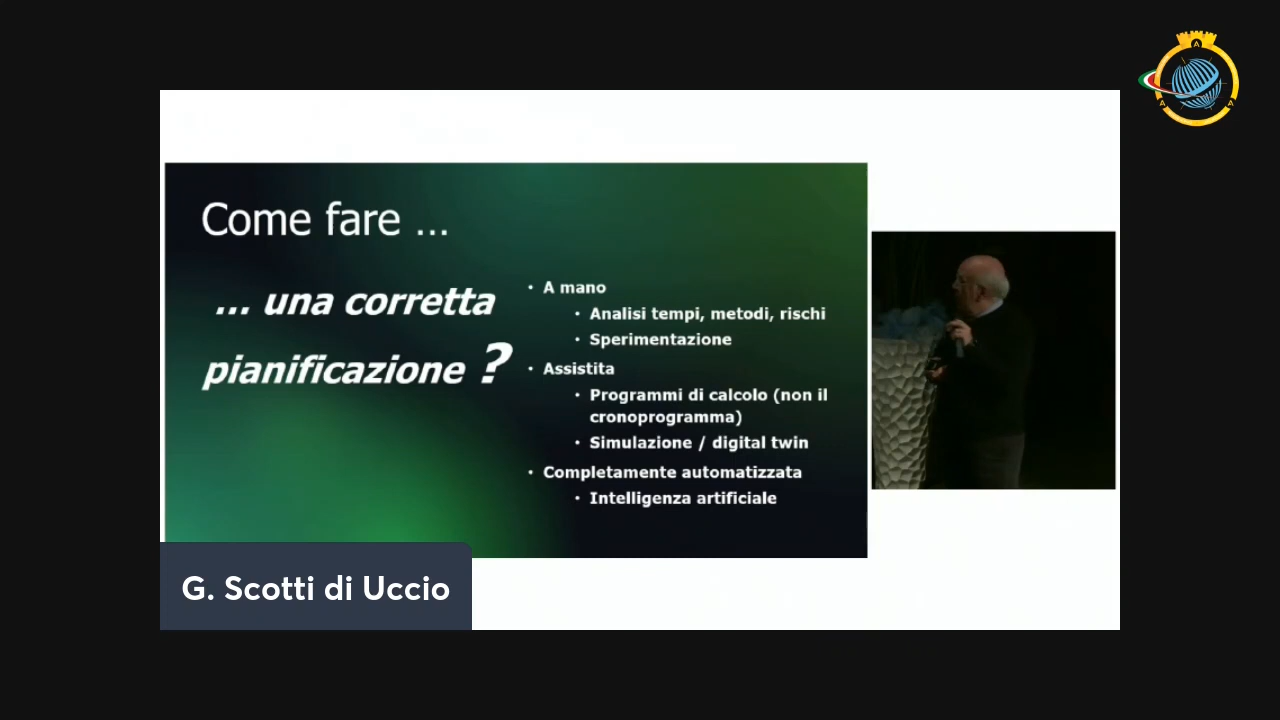 Come fare ...
... una corretta
pianificazione ?
• A mano
• Analisi tempi, metodi, rischi
• Sperimentazione
• Assistita
• Programmi di calcolo (non il
cronoprogramma)
• Simulazione / digital twin
• Completamente automatizzata
• Intelligenza artificiale
G. Scotti di Uccio